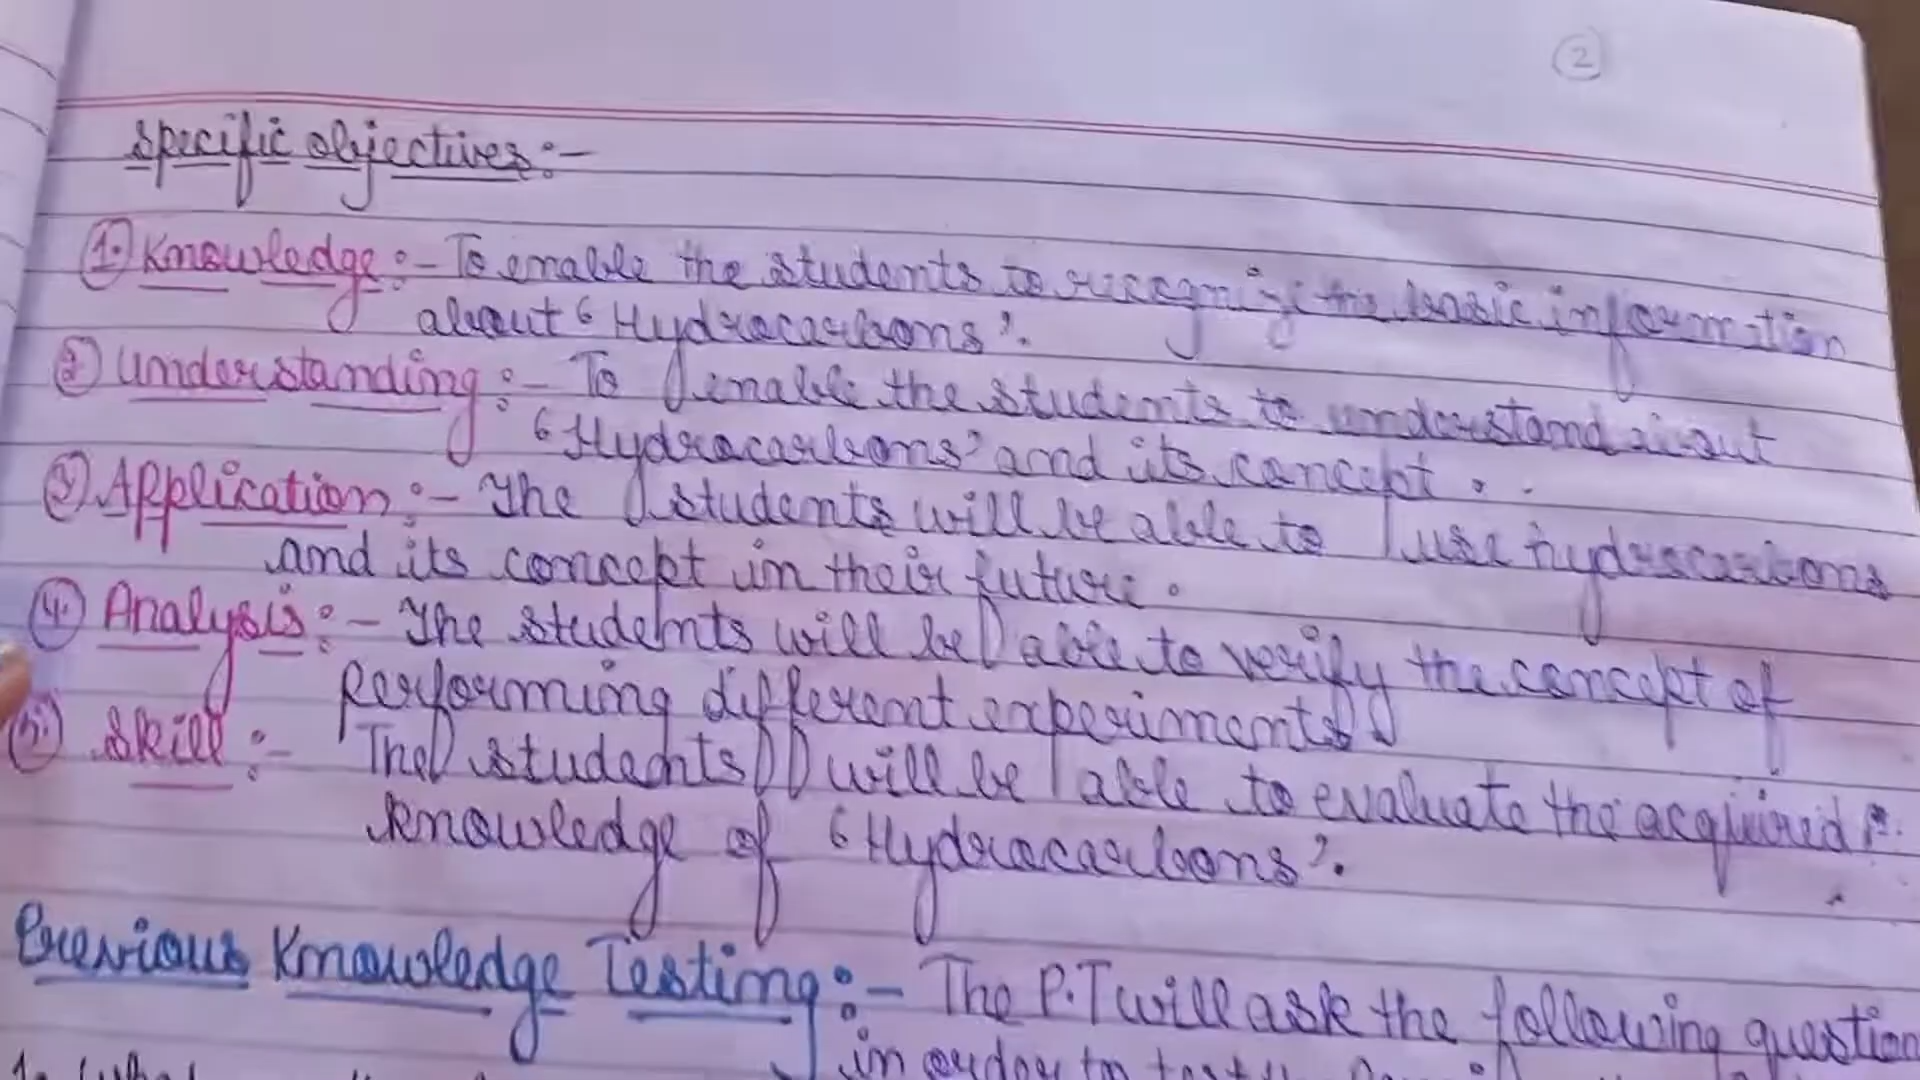 2
Specific objectives:-
1. Knowledge:- To enable the students to recognize the basic information
about 'Hydrocarbons'.
2 Understanding:- To enable the students to understand about
'Hydrocarbons' and its concept.
3 Application:- The students will be able to use hydrocarbons
and its concept in their future.
4. Analysis:- The students will be able to verify the concept of
performing different experiments
5. Skill:- The students will be able to evaluate the acquired
knowledge of 'Hydrocarbons'.
Previous Knowledge Testing:- The P.T will ask the following question
in order to test